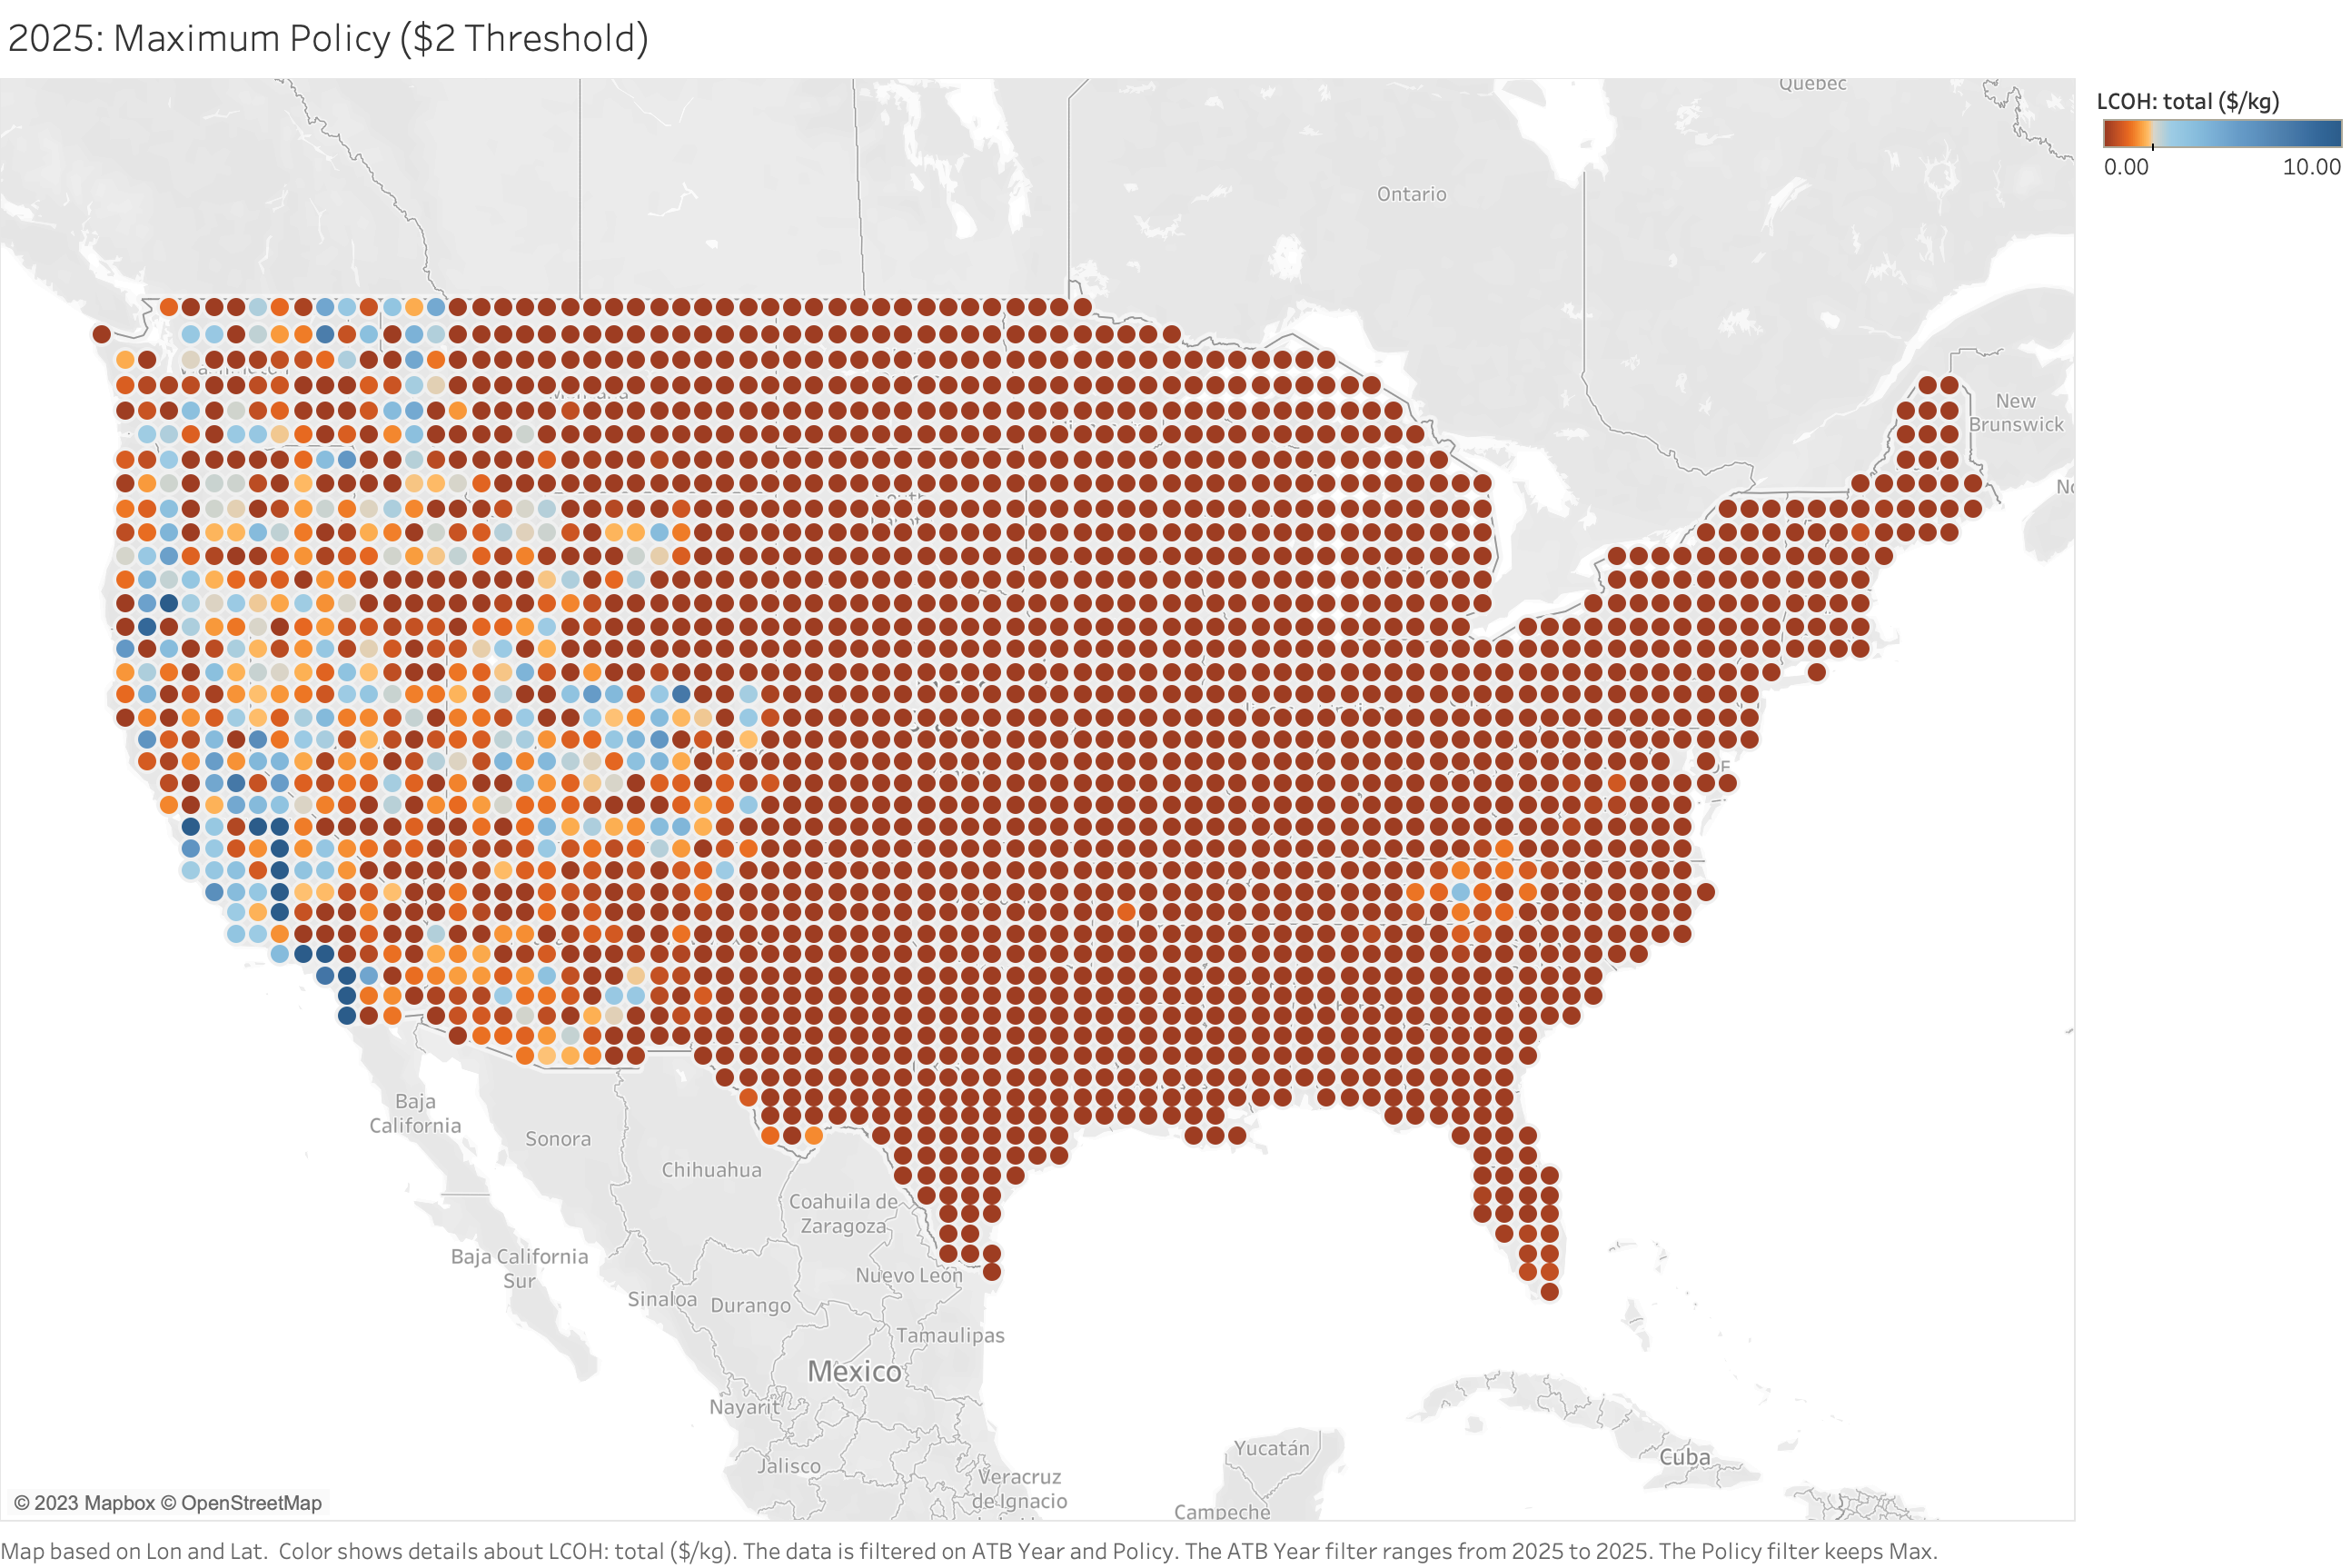 2025: Maximum Policy ($2 Threshold)
LCOH: total ($/kg)
0.00
10.00
Quebec
Ontario
New
Brunswick
Baja
California
Sonora
Chihuahua
Coahuila de
Zaragoza
Baja California
Sur
Nuevo León
Sinaloa
Durango
Tamaulipas
Mexico
Nayarit
Yucatán
Cuba
Jalisco
Veracruz
de Ignacio
Campeche
© 2023 Mapbox © OpenStreetMap
Map based on Lon and Lat. Color shows details about LCOH: total ($/kg). The data is filtered on ATB Year and Policy. The ATB Year filter ranges from 2025 to 2025. The Policy filter keeps Max.